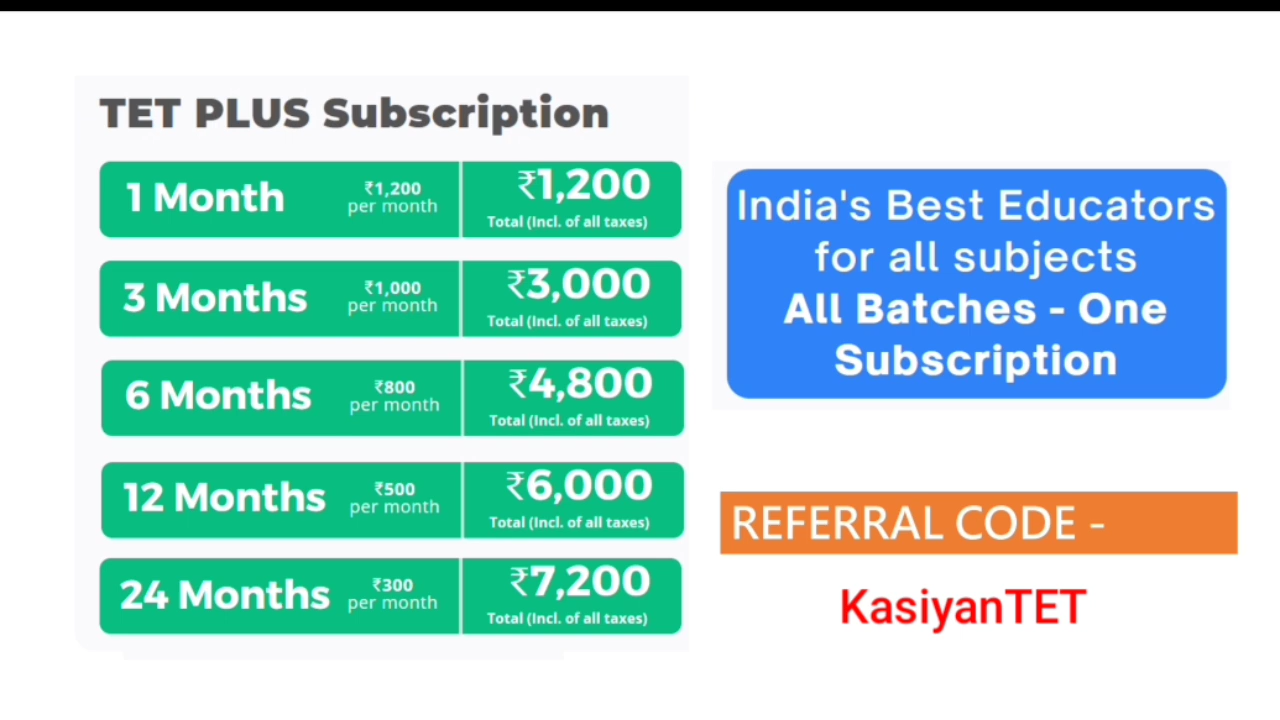 TET PLUS Subscription
1 Month
₹1,200
per month
₹1,200
Total (Incl. of all taxes)
3 Months
₹1,000
per month
₹3,000
Total (Incl. of all taxes)
6 Months
₹800
per month
₹4,800
Total (Incl. of all taxes)
12 Months
₹500
per month
₹6,000
Total (Incl. of all taxes)
24 Months
₹300
per month
₹7,200
Total (Incl. of all taxes)
India's Best Educators
for all subjects
All Batches - One
Subscription
REFERRAL CODE -
KasiyanTET